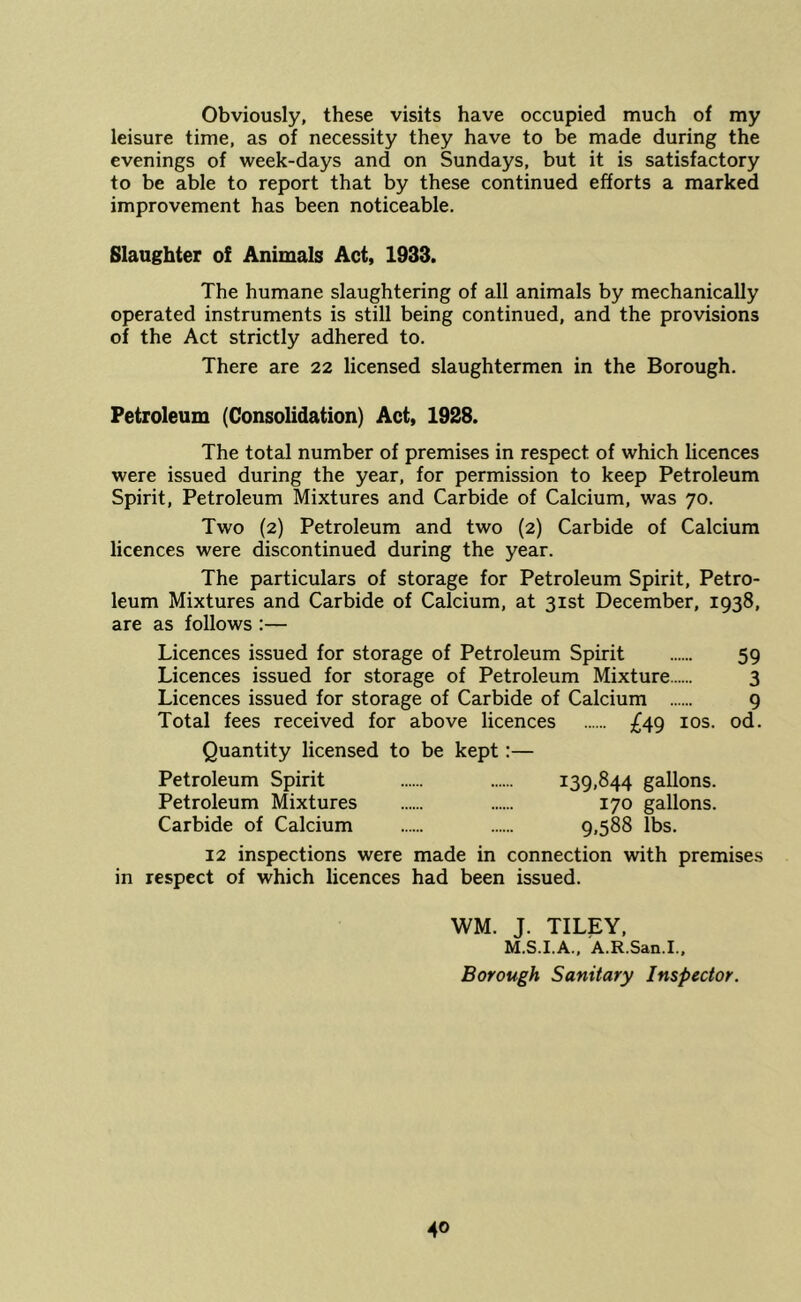 Obviously, these visits have occupied much of my
leisure time, as of necessity they have to be made during the
evenings of week-days and on Sundays, but it is satisfactory
to be able to report that by these continued efforts a marked
improvement has been noticeable.
Slaughter of Animals Act, 1933.
The humane slaughtering of all animals by mechanically
operated instruments is still being continued, and the provisions
of the Act strictly adhered to.
There are 22 licensed slaughtermen in the Borough.
Petroleum (Consolidation) Act, 1928.
The total number of premises in respect of which licences
were issued during the year, for permission to keep Petroleum
Spirit, Petroleum Mixtures and Carbide of Calcium, was 70.
Two (2) Petroleum and two (2) Carbide of Calcium
licences were discontinued during the year.
The particulars of storage for Petroleum Spirit, Petro-
leum Mixtures and Carbide of Calcium, at 31st December, 1938,
are as follows :—
Licences issued for storage of Petroleum Spirit ...... 59
Licences issued for storage of Petroleum Mixture...... 3
Licences issued for storage of Carbide of Calcium ...... 9
Total fees received for above licences ...... £49 10s. 0d.
Quantity licensed to be kept :—
Petroleum Spirit ...... ...... 139,844 gallons.
Petroleum Mixtures ...... ...... 170 gallons.
Carbide of Calcium ...... ...... 9,588 lbs.
12 inspections were made in connection with premises
in respect of which licences had been issued.
WM. J. TILEY,
M.S.I.A., A.R.San.I.,
Borough Sanitary Inspector.
40